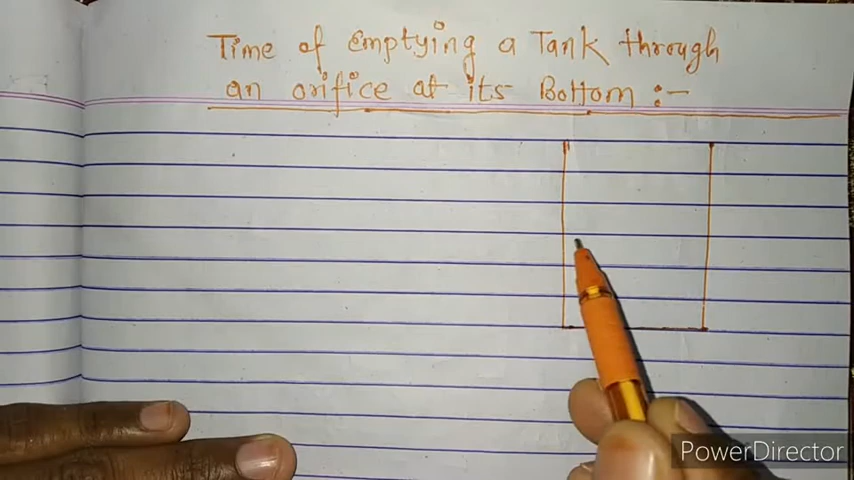 Time of Emptying a Tank through
an orifice at its Bottom :-
PowerDirector